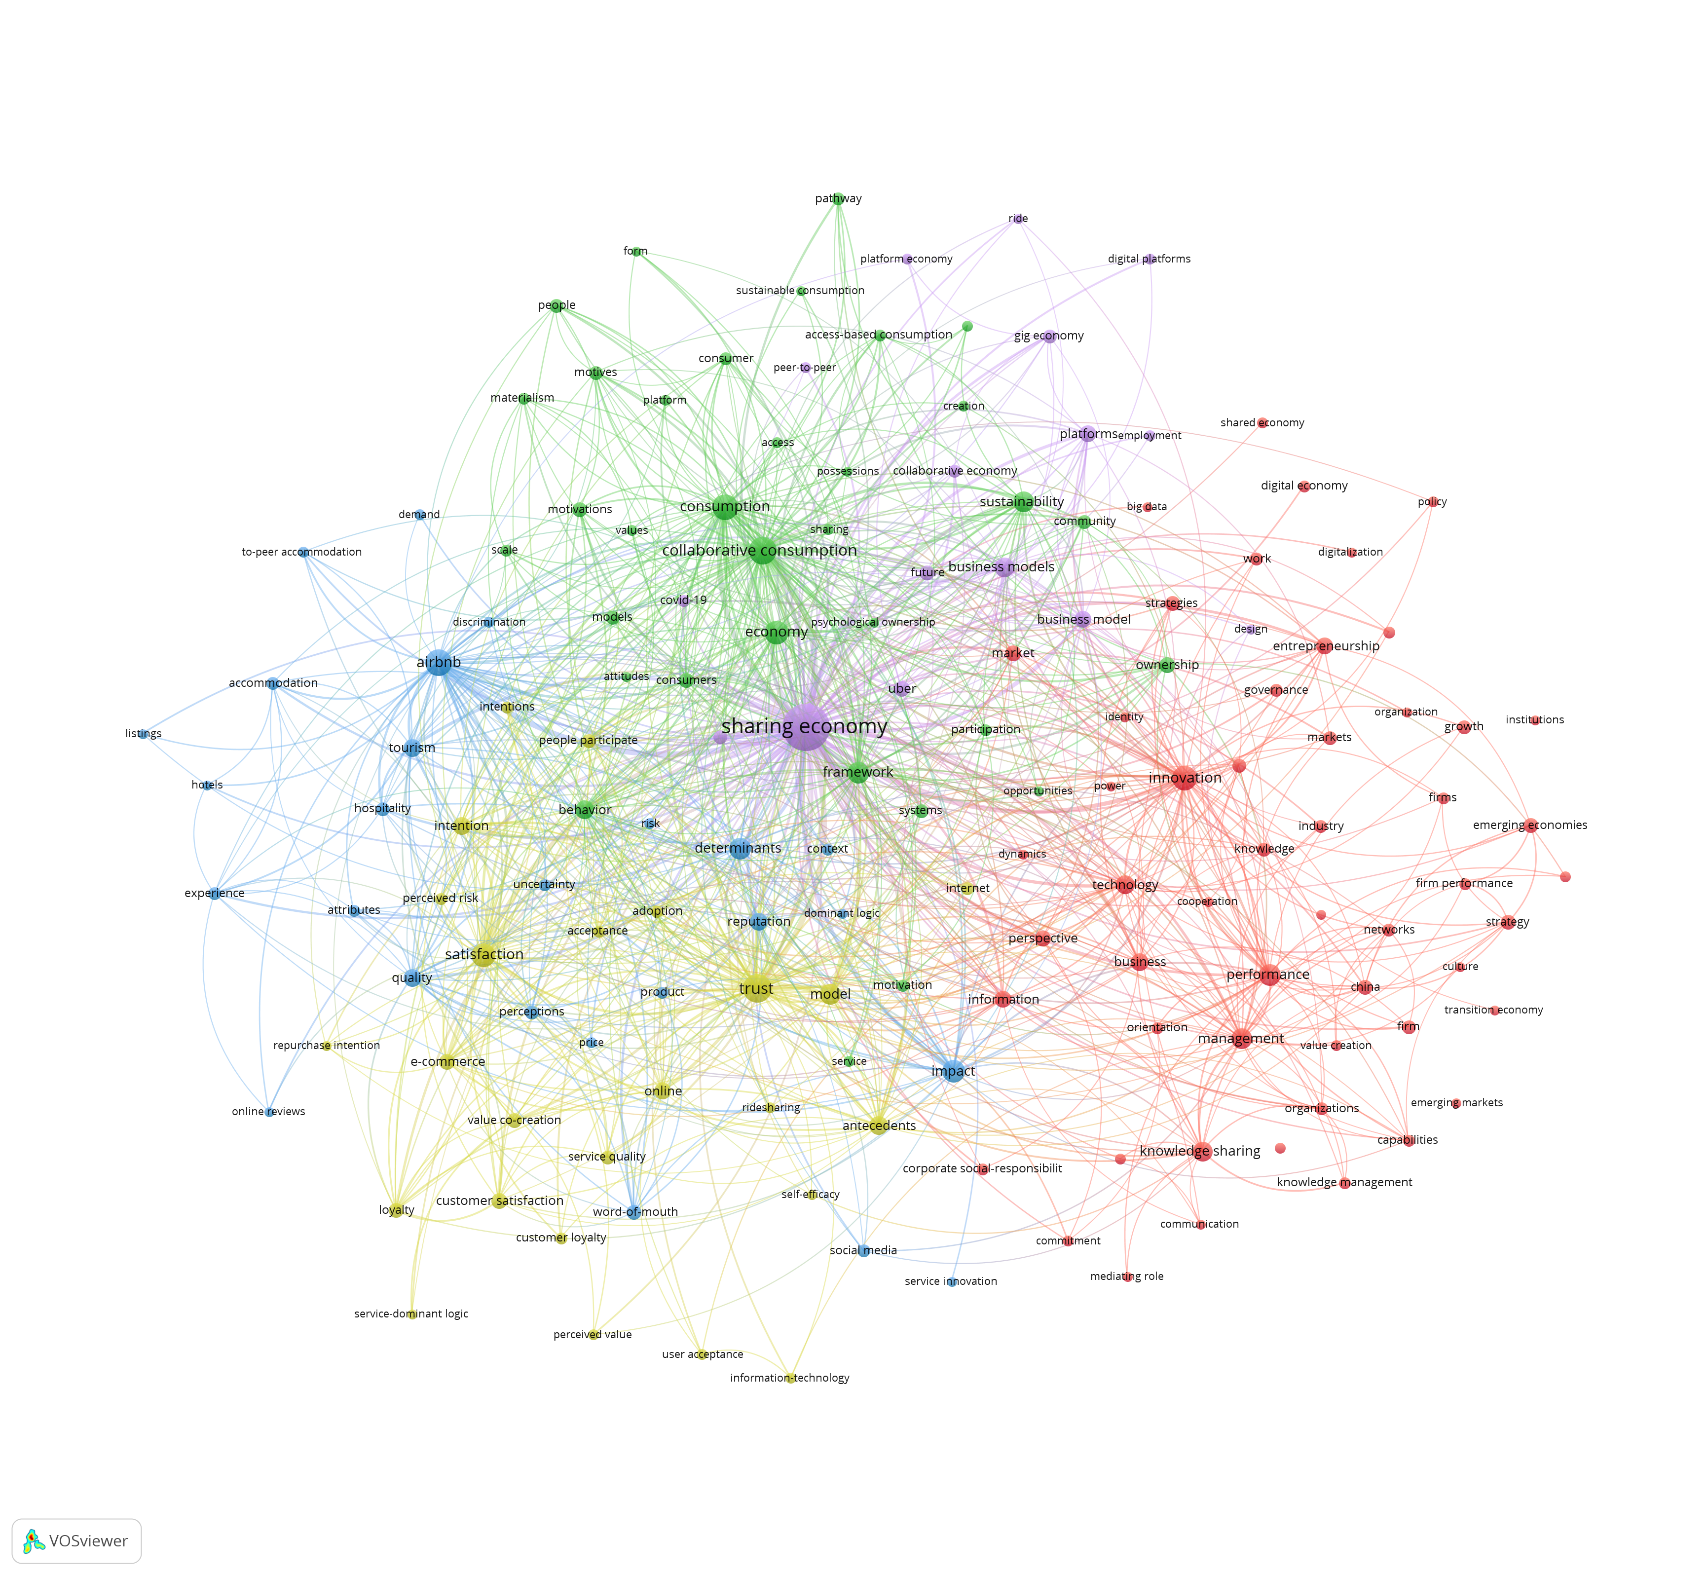 pathway
ride
form
platform economy
digital platforms
sustainable consumption
people
access-based consumption
gig economy
consumer
peer-to-peer
motives
materialism
platform
creation
shared economy
platforms
employment
access
possessions
collaborative economy
digital economy
consumption
sustainability
policy
big data
motivations
demand
community
values
sharing
scale
collaborative consumption
to-peer accommodation
digitalization
work
business models
future
covid-19
strategies
models
business model
discrimination
psychological ownership
economy
design
entrepreneurship
market
airbnb
ownership
attitudes
consumers
accommodation
uber
governance
intentions
identity
organization
institutions
sharing economy
growth
participation
listings
people participate
markets
tourism
framework
innovation
hotels
power
opportunities
firms
hospitality
behavior
systems
intention
risk
industry
emerging economies
determinants
context
knowledge
dynamics
uncertainty
technology
firm performance
internet
experience
perceived risk
cooperation
attributes
adoption
dominant logic
reputation
strategy
acceptance
networks
perspective
satisfaction
business
culture
quality
performance
motivation
china
trust
model
product
information
perceptions
transition economy
orientation
firm
management
price
repurchase intention
value creation
e-commerce
service
impact
online
emerging markets
ridesharing
organizations
online reviews
value co-creation
antecedents
capabilities
knowledge sharing
service quality
corporate social-responsibilit
knowledge management
self-efficacy
customer satisfaction
loyalty
word-of-mouth
communication
customer loyalty
commitment
social media
mediating role
service innovation
service-dominant logic
perceived value
user acceptance
information-technology
VOSviewer